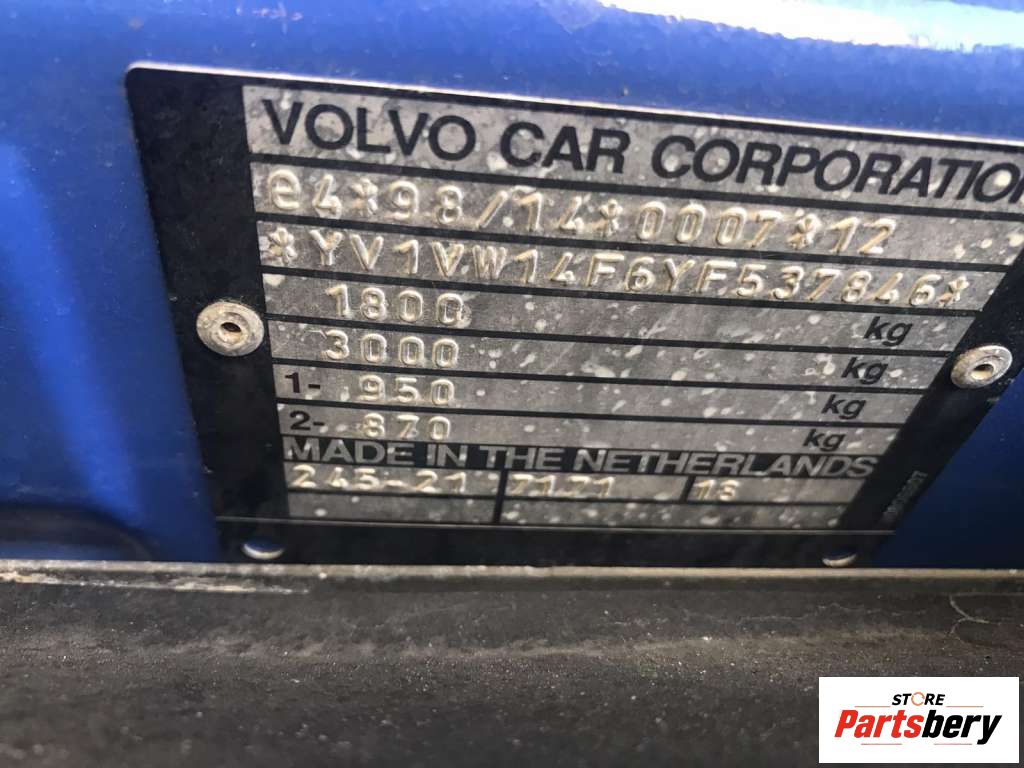 VOLVO CAR CORPORATION
e4*98/14*0007*12
*YV1VW14F6YF537846*
1800 kg
3000 kg
1- 950 kg
2- 870 kg
MADE IN THE NETHERLANDS
245-21 7171 18
STORE
Partsbery